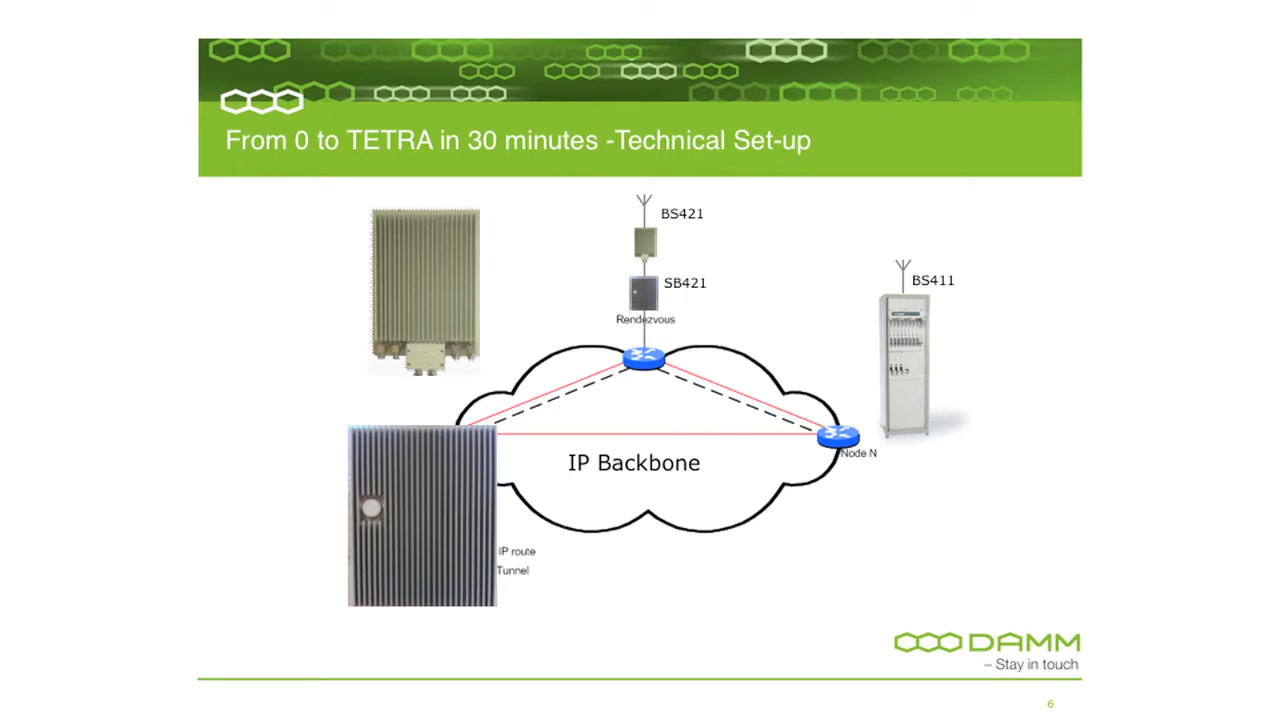 From 0 to TETRA in 30 minutes -Technical Set-up
BS421
SB421
Rendezvous
BS411
Node N
IP Backbone
IP route
Tunnel
DAMM
– Stay in touch
6